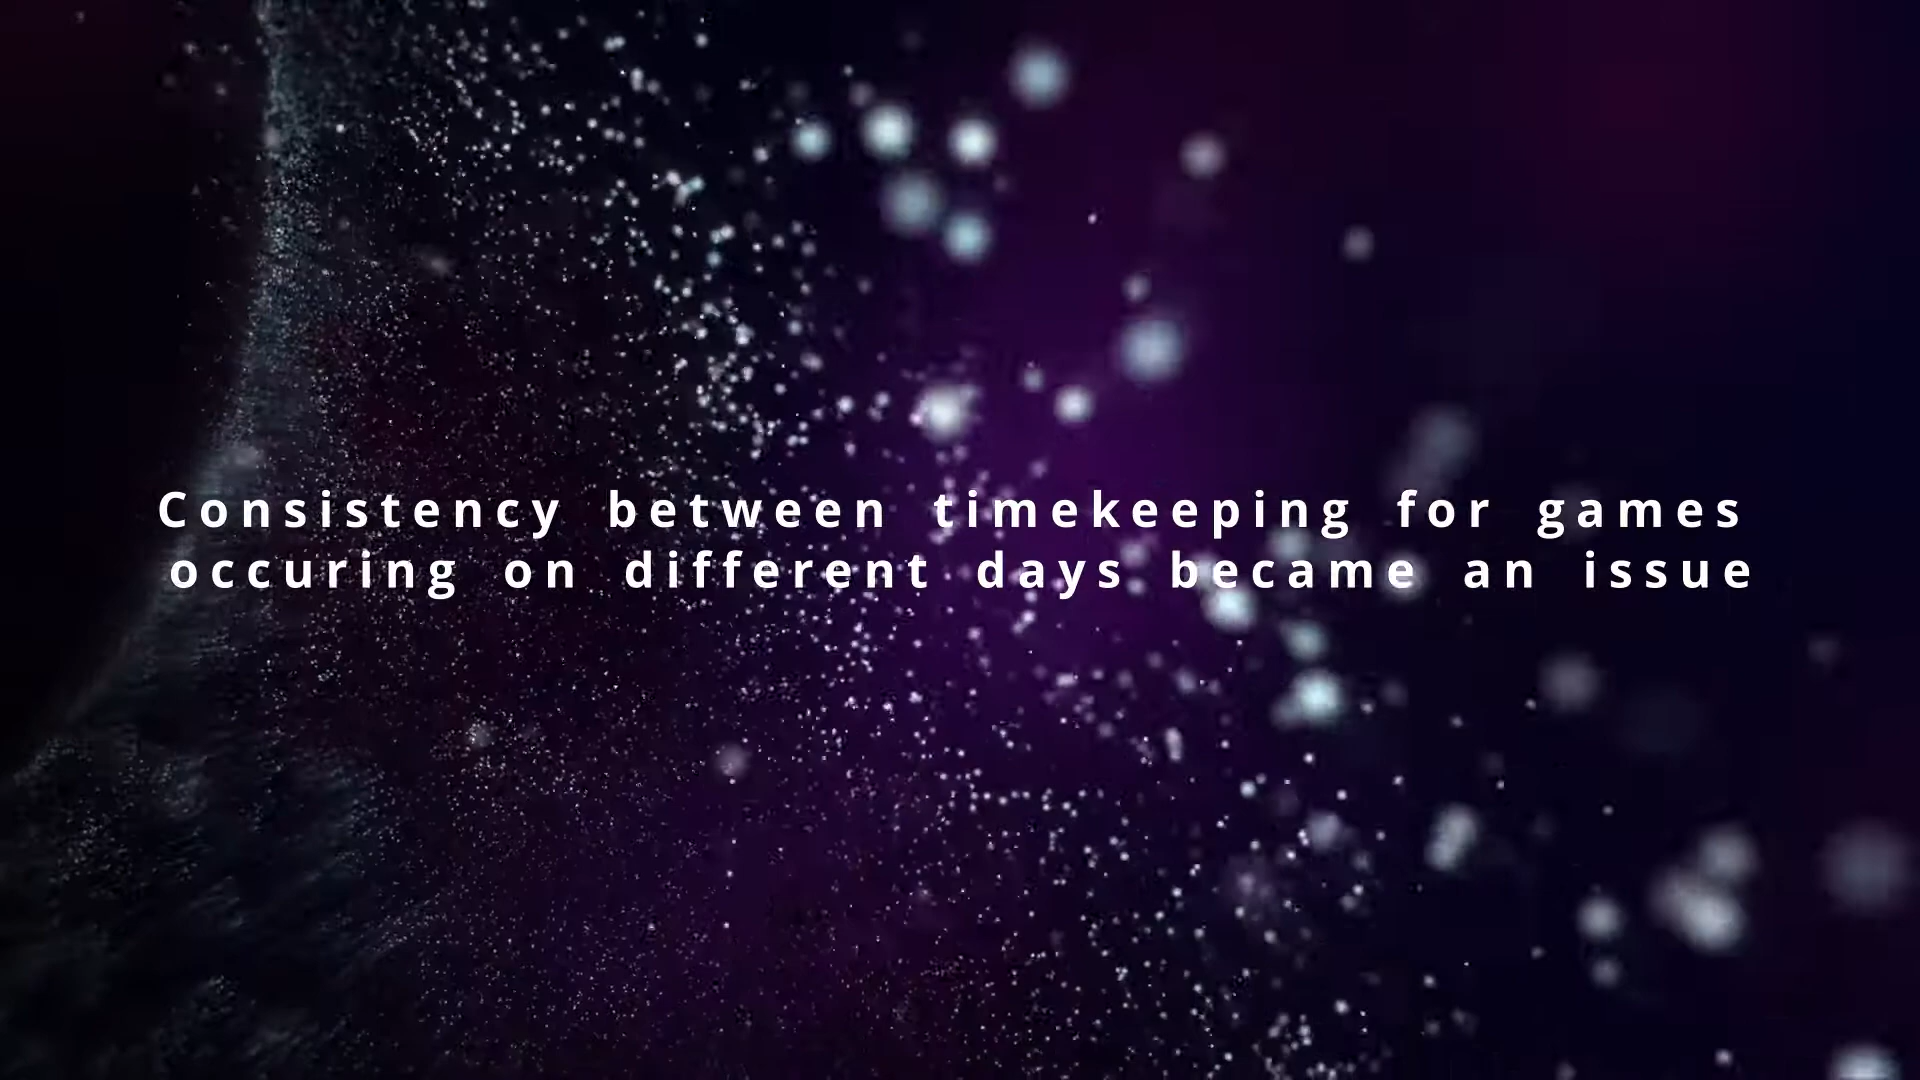 Consistency between timekeeping for games
occuring on different days became an issue